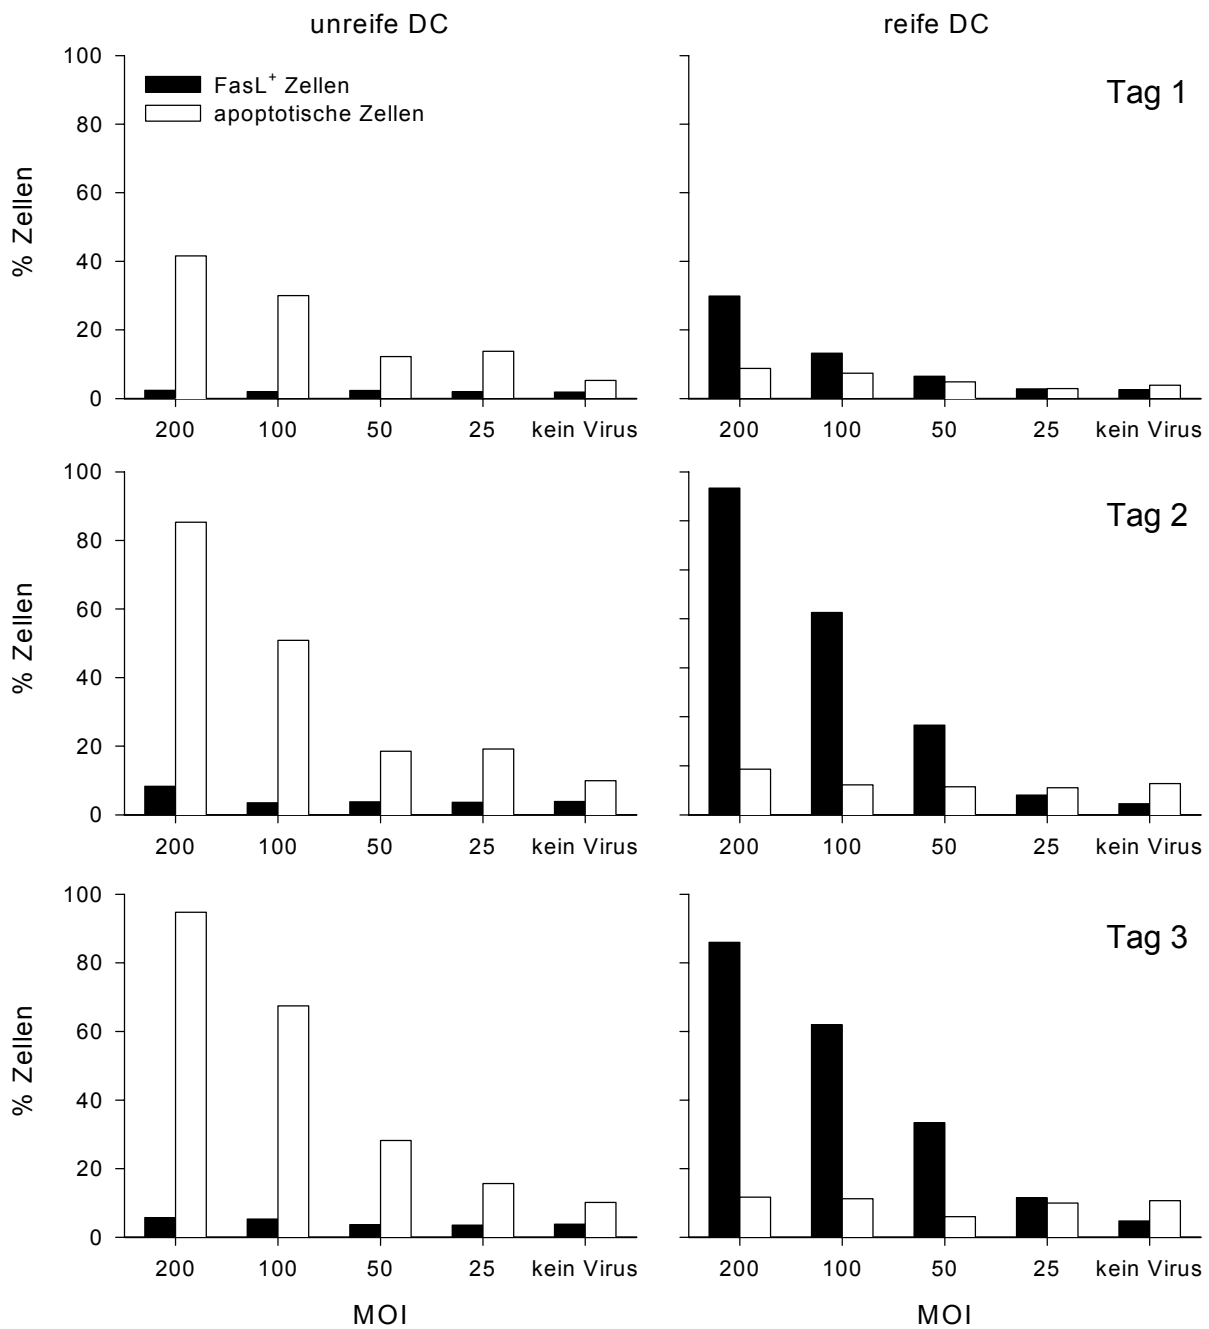 unreife DC
reife DC
100
80
60
40
20
0
% Zellen
FasL+ Zellen
apoptotische Zellen
200 100 50 25 kein Virus
Tag 1
200 100 50 25 kein Virus
100
80
60
40
20
0
% Zellen
200 100 50 25 kein Virus
Tag 2
200 100 50 25 kein Virus
100
80
60
40
20
0
% Zellen
200 100 50 25 kein Virus
MOI
Tag 3
200 100 50 25 kein Virus
MOI